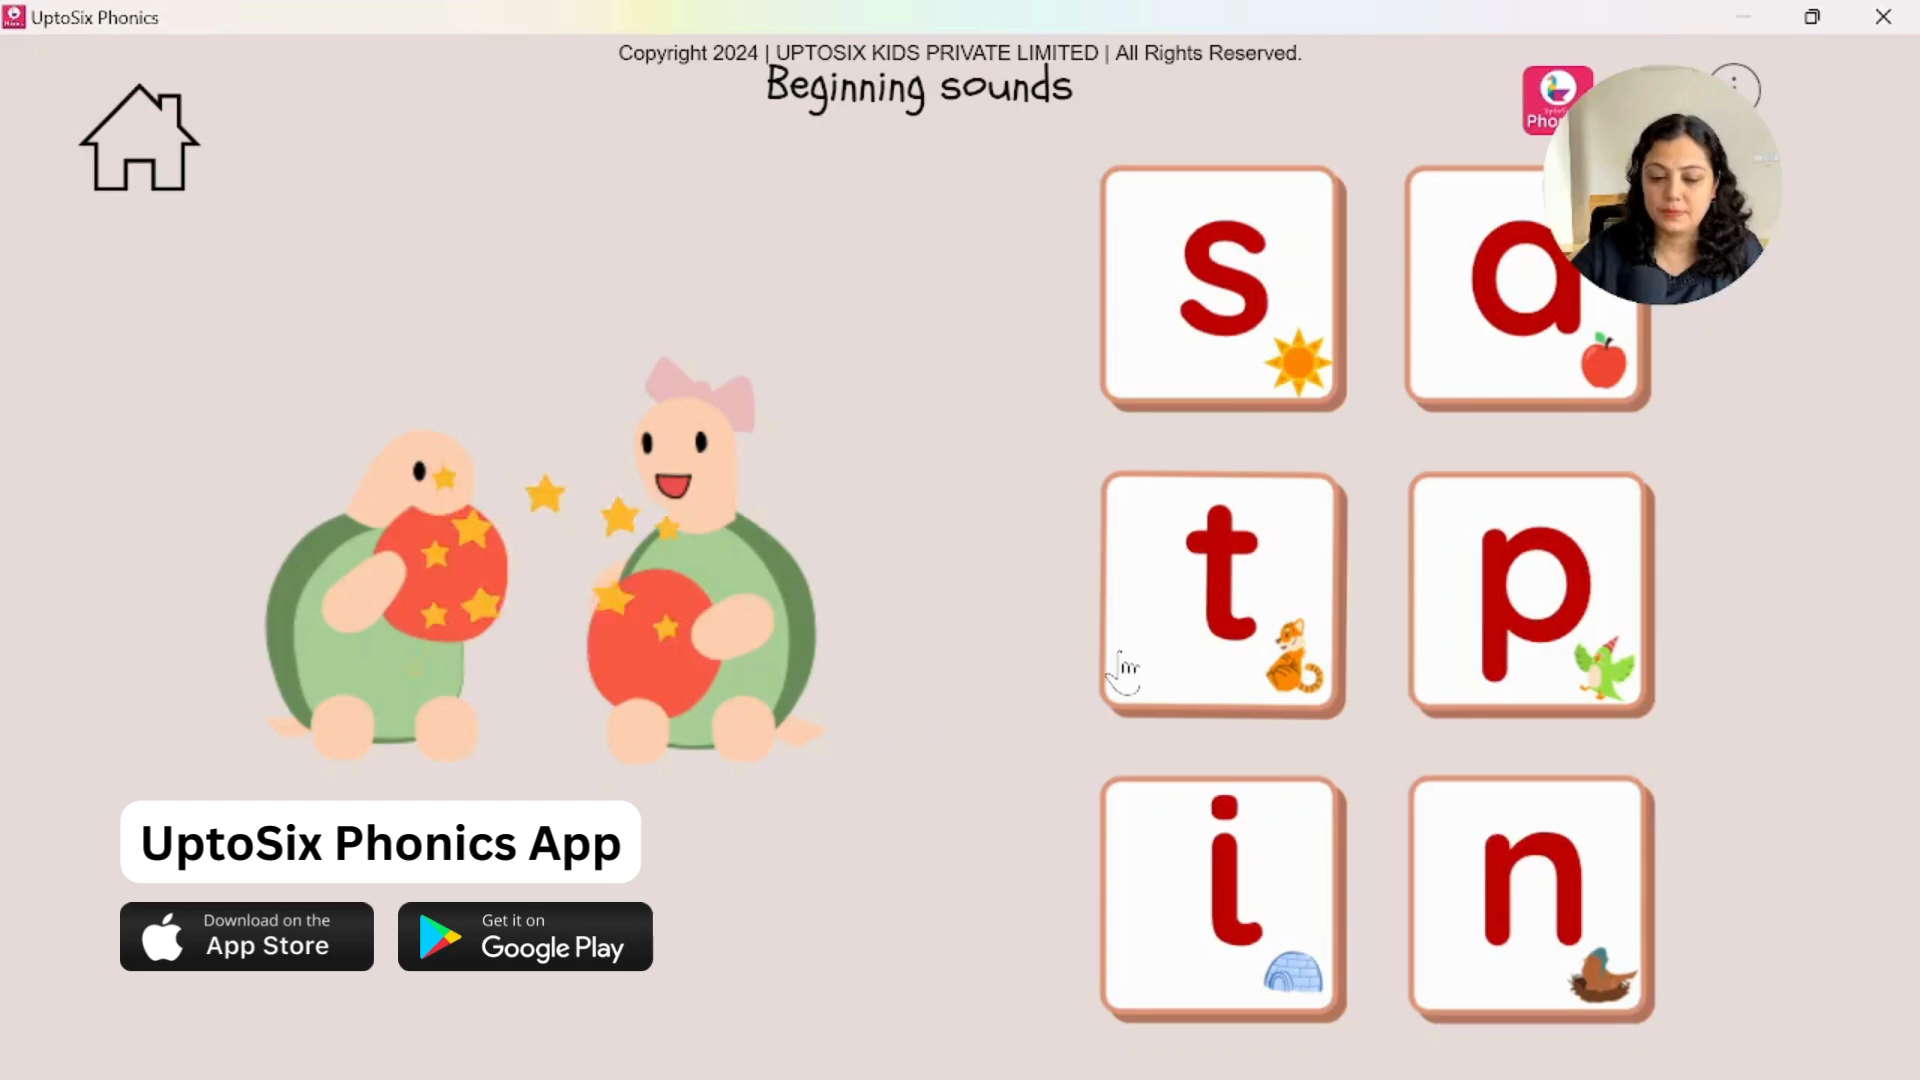 UptoSix Phonics
Copyright 2024 | UPTOSIX KIDS PRIVATE LIMITED | All Rights Reserved.
Beginning sounds
s
a
t
p
i
n
UptoSix Phonics App
Download on the
App Store
Get it on
Google Play